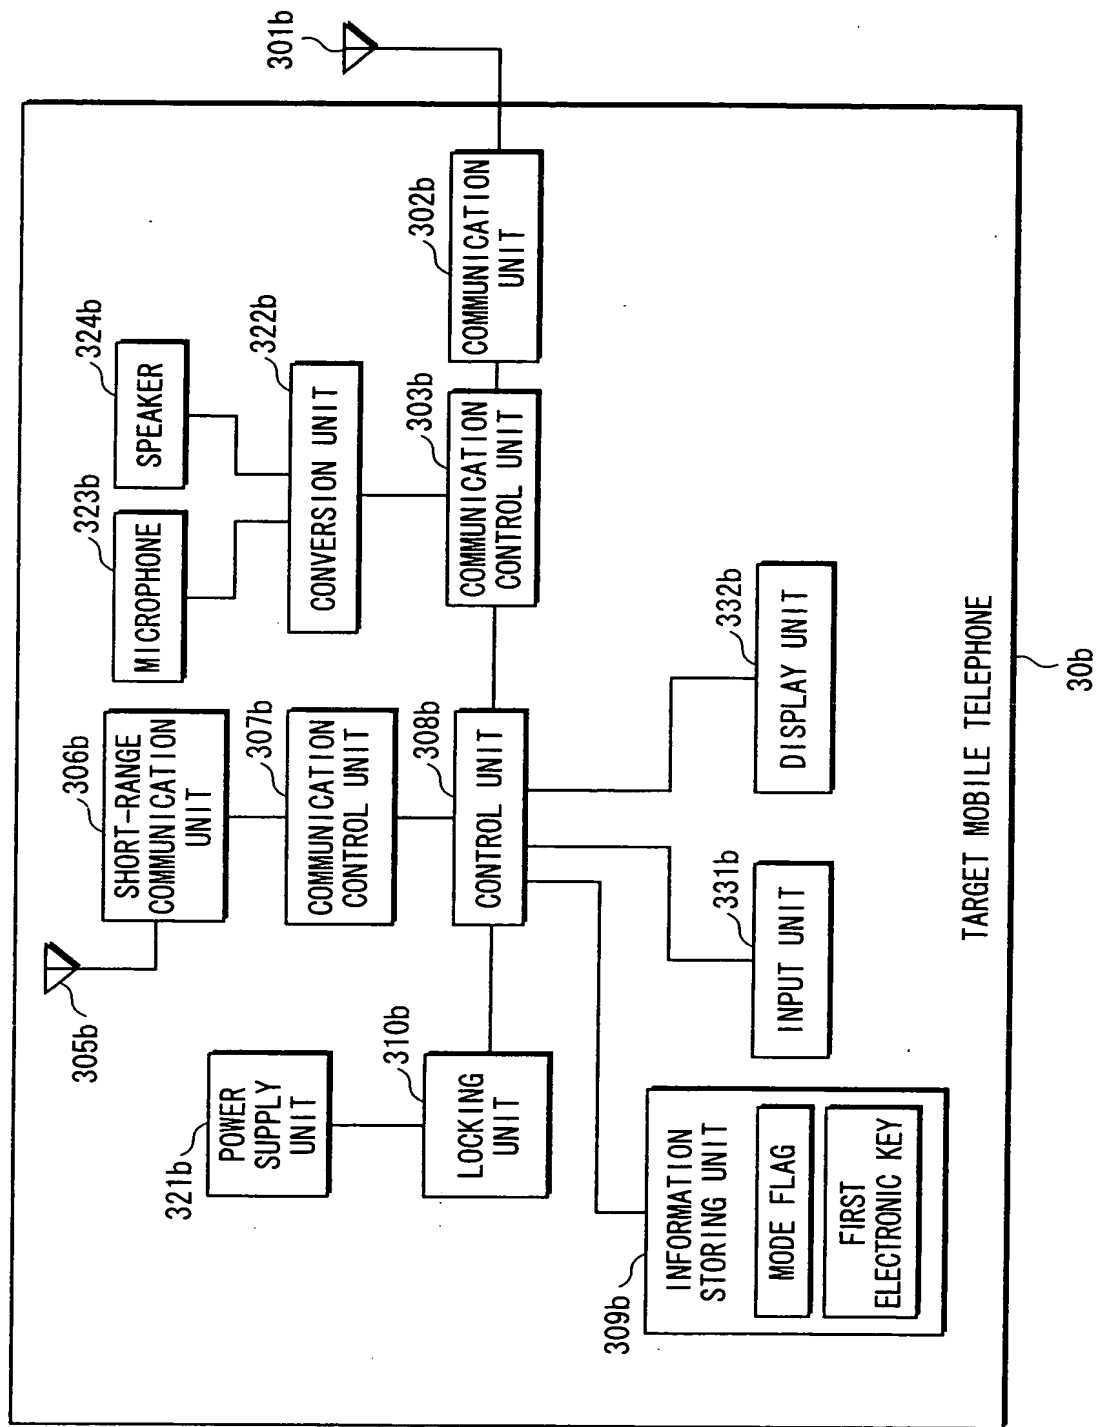 305b
306b
SHORT-RANGE
COMMUNICATION
UNIT
323b
MICROPHONE
324b
SPEAKER
301b
321b
POWER
SUPPLY
UNIT
307b
COMMUNICATION
CONTROL UNIT
322b
CONVERSION UNIT
310b
LOCKING
UNIT
308b
CONTROL UNIT
303b
COMMUNICATION
CONTROL UNIT
302b
COMMUNICATION
UNIT
309b
INFORMATION
STORING UNIT
MODE FLAG
FIRST
ELECTRONIC KEY
331b
INPUT UNIT
332b
DISPLAY UNIT
TARGET MOBILE TELEPHONE
30b